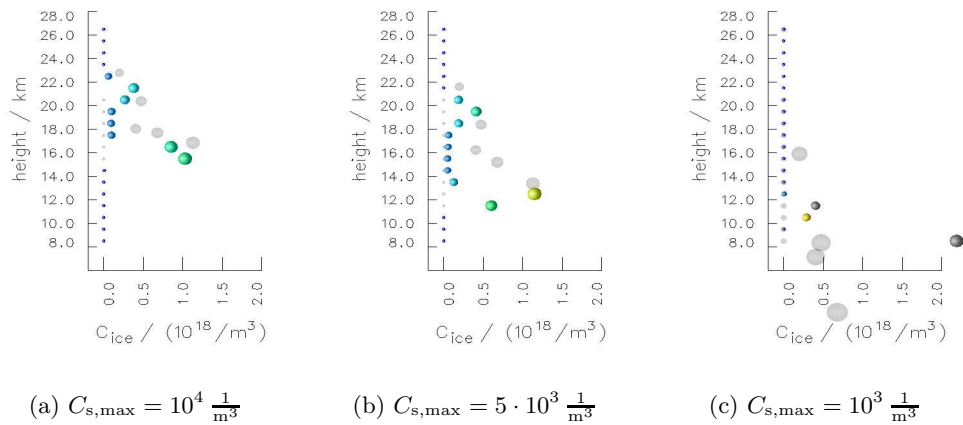 28.0
26.0
24.0
22.0
20.0
18.0
16.0
14.0
12.0
10.0
8.0
height / km
0.0 0.5 1.0 1.5 2.0
C_ice / (10^18/m^3)
(a) C_s,max = 10^4 1/m^3
28.0
26.0
24.0
22.0
20.0
18.0
16.0
14.0
12.0
10.0
8.0
height / km
0.0 0.5 1.0 1.5 2.0
C_ice / (10^18/m^3)
(b) C_s,max = 5 · 10^3 1/m^3
28.0
26.0
24.0
22.0
20.0
18.0
16.0
14.0
12.0
10.0
8.0
height / km
0.0 0.5 1.0 1.5 2.0
C_ice / (10^18/m^3)
(c) C_s,max = 10^3 1/m^3